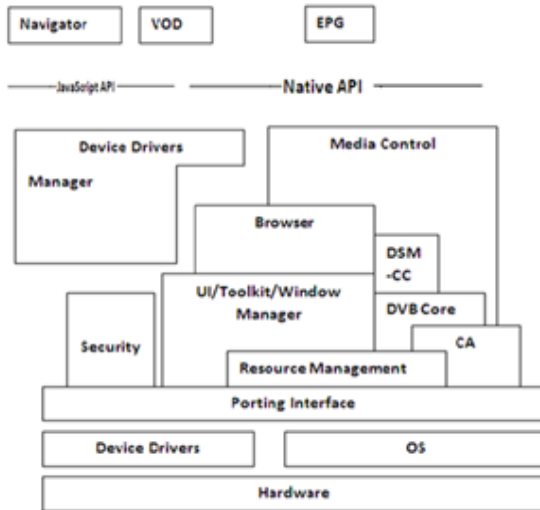 Navigator
VOD
EPG
JavaScript API
Native API
Device Drivers
Manager
Media Control
Browser
DSM
-CC
UI/Toolkit/Window
Manager
DVB Core
Security
CA
Resource Management
Porting Interface
Device Drivers
OS
Hardware